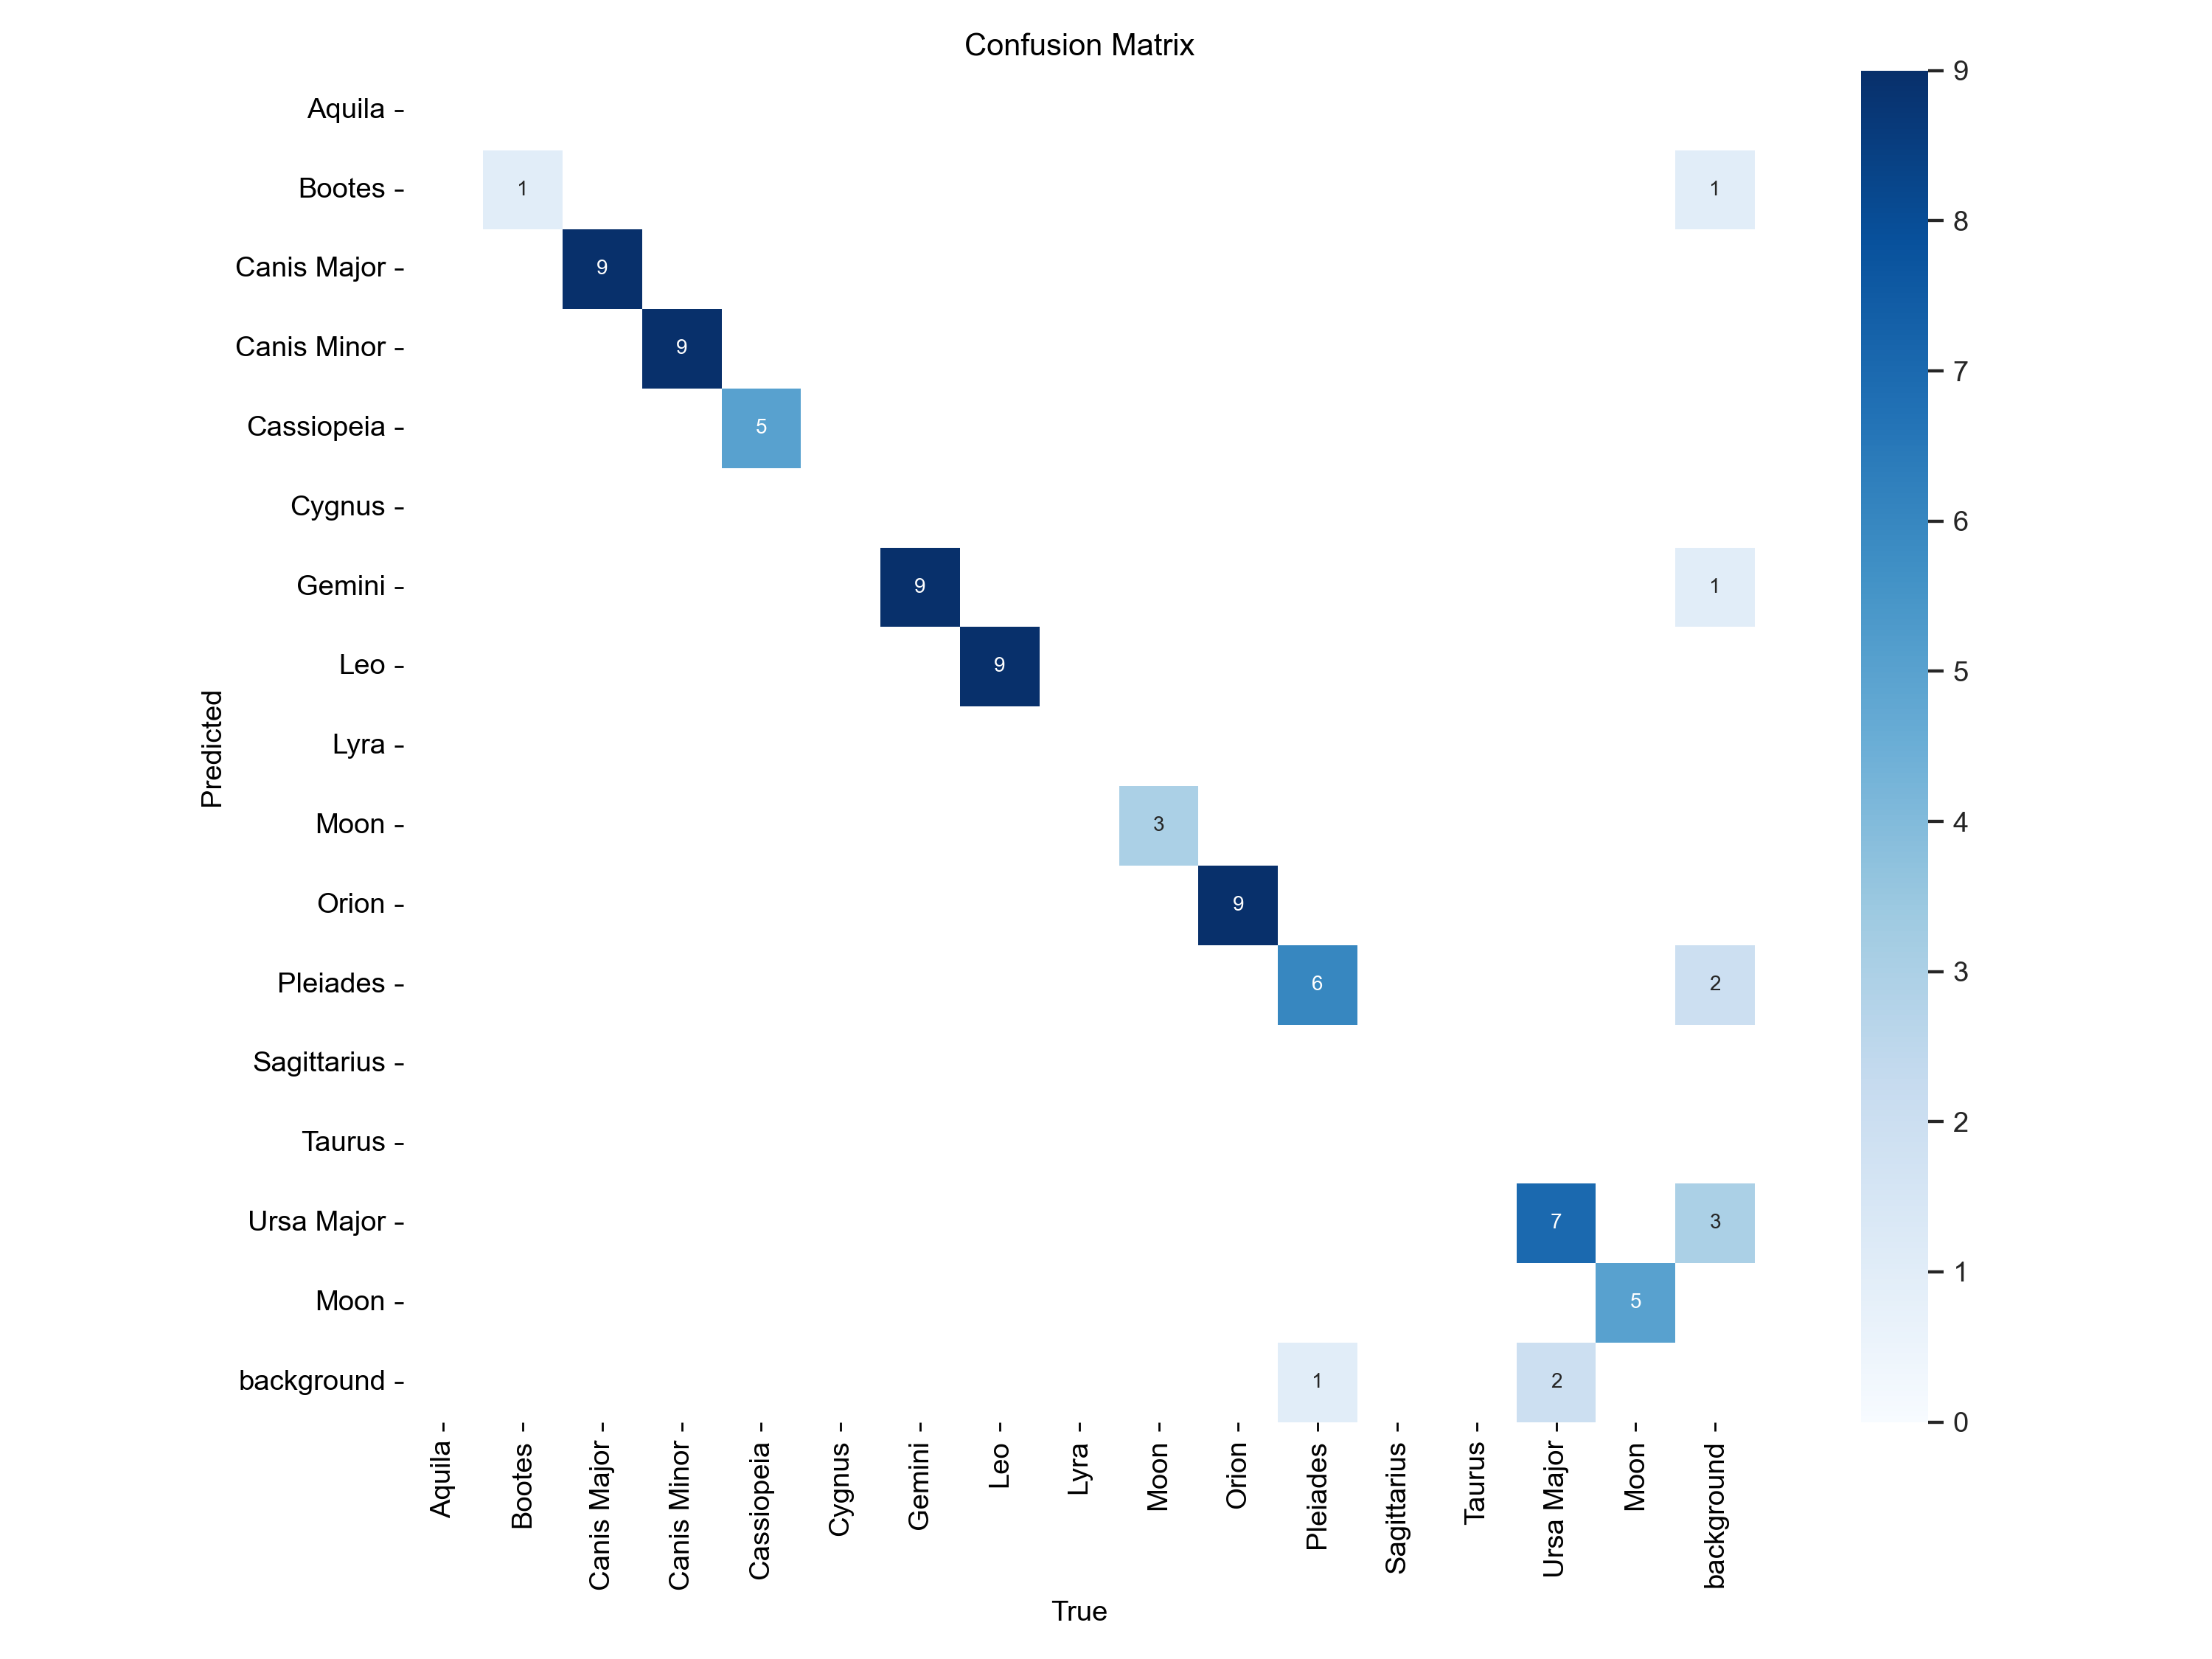 Confusion Matrix
Aquila
Bootes 1 1
Canis Major 9
Canis Minor 9
Cassiopeia 5
Cygnus
Gemini 9 1
Leo 9
Lyra
Moon 3
Orion 9
Pleiades 6 2
Sagittarius
Taurus
Ursa Major 7 3
Moon 5
background 1 2
Predicted
Aquila
Bootes
Canis Major
Canis Minor
Cassiopeia
Cygnus
Gemini
Leo
Lyra
Moon
Orion
Pleiades
Sagittarius
Taurus
Ursa Major
Moon
background
True
9
8
7
6
5
4
3
2
1
0